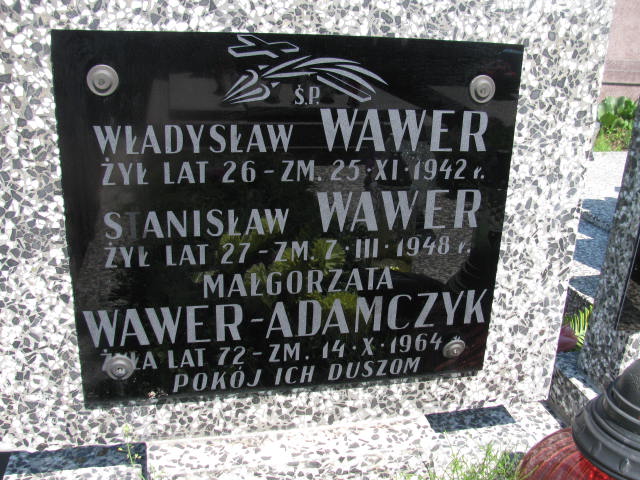 Ś.P.
WŁADYSŁAW WAWER
ŻYŁ LAT 26 - ZM. 25 · XI · 1942 r.
STANISŁAW WAWER
ŻYŁ LAT 27 - ZM. 7 · III · 1948 r.
MAŁGORZATA
WAWER-ADAMCZYK
ŻYŁA LAT 72 - ZM. 14 · X · 1964 r.
POKÓJ ICH DUSZOM